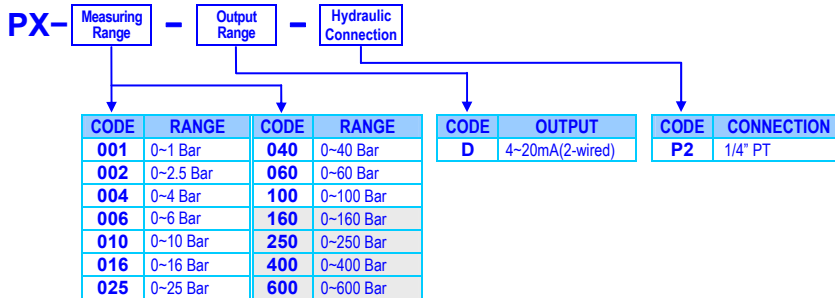 PX- Measuring Range - Output Range - Hydraulic Connection
CODE RANGE CODE RANGE CODE OUTPUT CODE CONNECTION
001 0~1 Bar 040 0~40 Bar D 4~20mA(2-wired) P2 1/4” PT
002 0~2.5 Bar 060 0~60 Bar
004 0~4 Bar 100 0~100 Bar
006 0~6 Bar 160 0~160 Bar
010 0~10 Bar 250 0~250 Bar
016 0~16 Bar 400 0~400 Bar
025 0~25 Bar 600 0~600 Bar